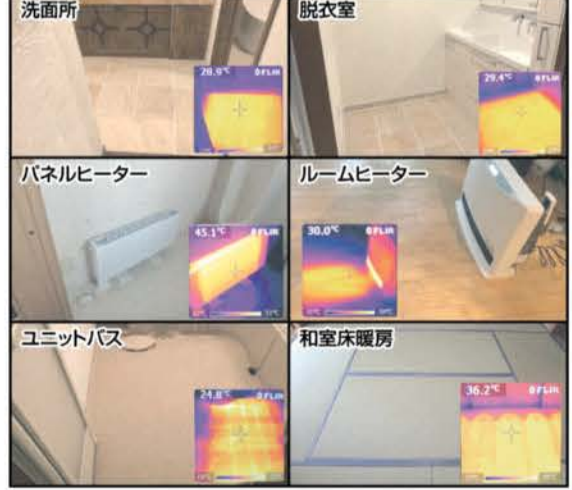 洗面所
28.9℃ FLIR
脱衣室
29.4℃ FLIR
パネルヒーター
45.1℃ FLIR
ルームヒーター
30.0℃ FLIR
ユニットバス
24.8℃ FLIR
和室床暖房
36.2℃ FLIR